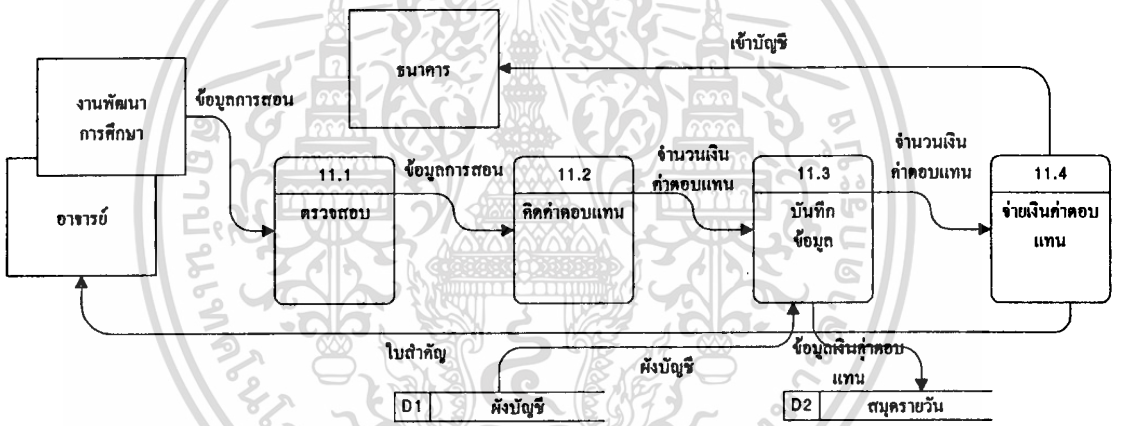 เข้าบัญชี
ธนาคาร
งานพัฒนา
การศึกษา
ข้อมูลการสอน
อาจารย์
11.1
ตรวจสอบ
ข้อมูลการสอน
11.2
คิดค่าตอบแทน
จำนวนเงิน
ค่าตอบแทน
11.3
บันทึก
ข้อมูล
จำนวนเงิน
ค่าตอบแทน
11.4
จ่ายเงินค่าตอบ
แทน
ใบสำคัญ
ผังบัญชี
ข้อมูลเงินค่าตอบ
แทน
D1 ผังบัญชี
D2 สมุดรายวัน